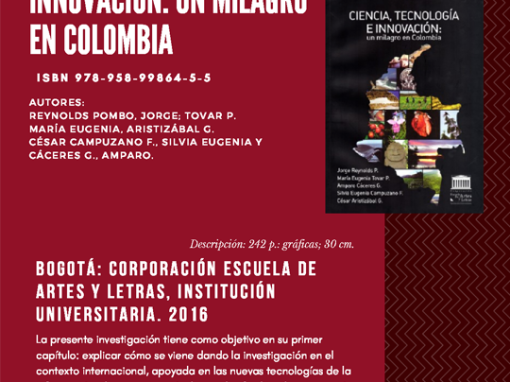 INNOVACIÓN: UN MILAGRO
EN COLOMBIA
ISBN 978-958-99864-5-5
AUTORES:
REYNOLDS POMBO, JORGE; TOVAR P.
MARÍA EUGENIA, ARISTIZÁBAL G.
CÉSAR CAMPUZANO F., SILVIA EUGENIA Y
CÁCERES G., AMPARO.
CIENCIA, TECNOLOGÍA
E INNOVACIÓN:
un milagro en Colombia
Jorge Reynolds P.
María Eugenia Tovar P.
Amparo Cáceres G.
Silvia Eugenia Campuzano F.
César Aristizábal G.
Descripción: 242 p.: gráficas; 30 cm.
BOGOTÁ: CORPORACIÓN ESCUELA DE
ARTES Y LETRAS, INSTITUCIÓN
UNIVERSITARIA. 2016
La presente investigación tiene como objetivo en su primer
capítulo: explicar cómo se viene dando la investigación en el
contexto internacional, apoyada en las nuevas tecnologías de la